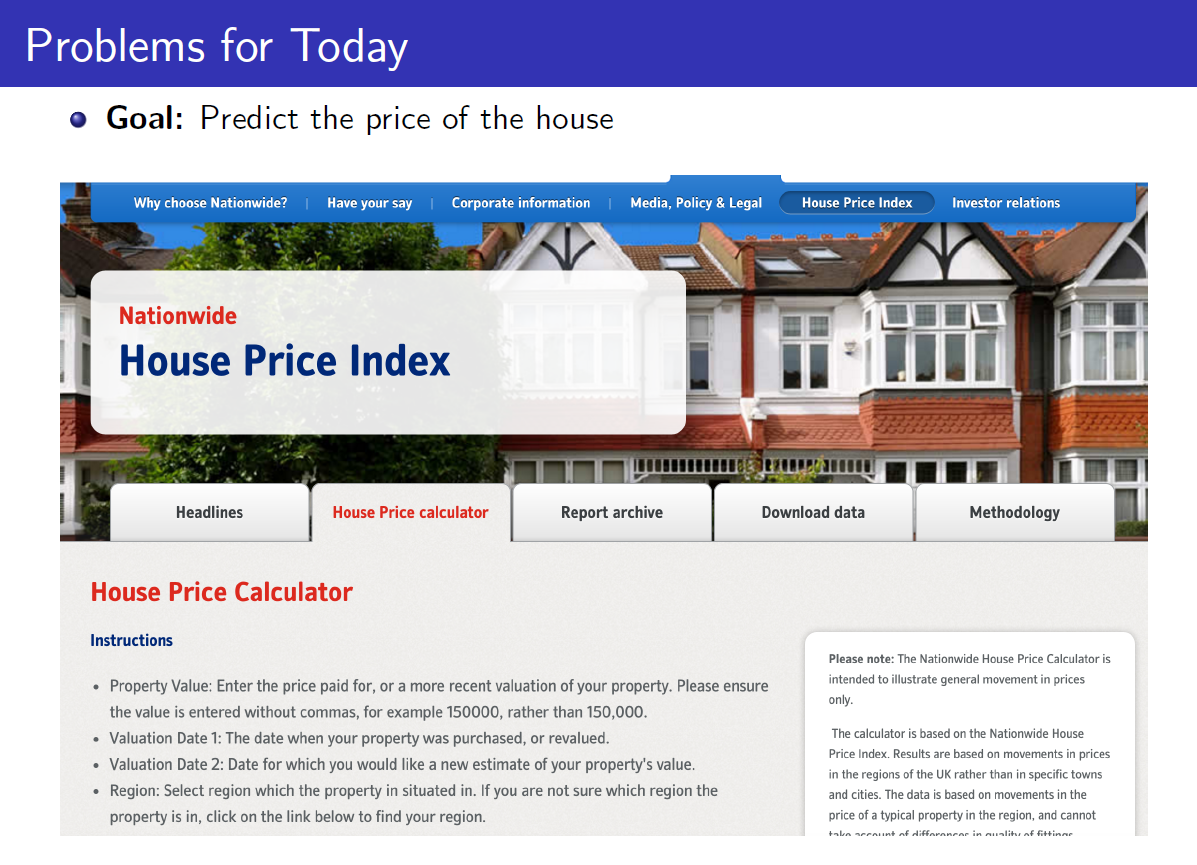 Problems for Today
Goal: Predict the price of the house
Why choose Nationwide? | Have your say | Corporate information | Media, Policy & Legal House Price Index Investor relations
Nationwide
House Price Index
Headlines House Price calculator Report archive Download data Methodology
House Price Calculator
Instructions
• Property Value: Enter the price paid for, or a more recent valuation of your property. Please ensure
the value is entered without commas, for example 150000, rather than 150,000.
• Valuation Date 1: The date when your property was purchased, or revalued.
• Valuation Date 2: Date for which you would like a new estimate of your property's value.
• Region: Select region which the property in situated in. If you are not sure which region the
property is in, click on the link below to find your region.
Please note: The Nationwide House Price Calculator is
intended to illustrate general movement in prices
only.
The calculator is based on the Nationwide House
Price Index. Results are based on movements in prices
in the regions of the UK rather than in specific towns
and cities. The data is based on movements in the
price of a typical property in the region, and cannot
take account of differences in quality of fittings,